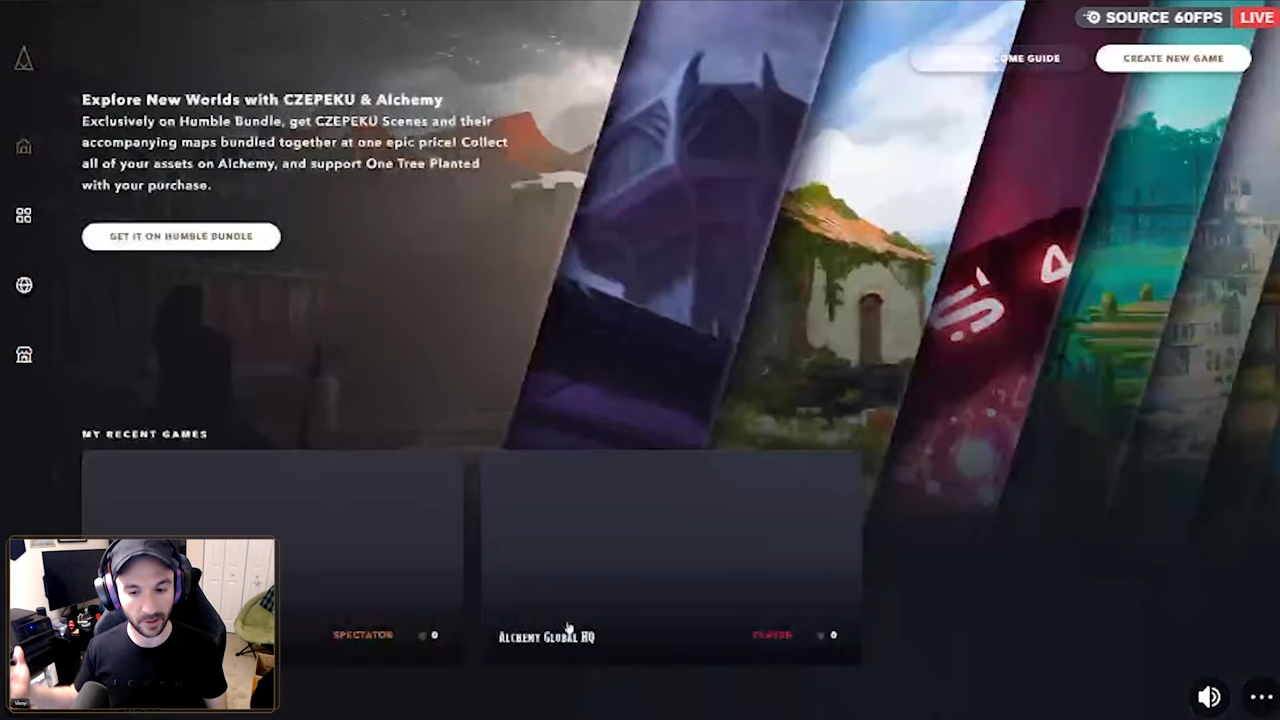 SOURCE 60FPS
LIVE
OME GUIDE
CREATE NEW GAME
Explore New Worlds with CZEPEKU & Alchemy
Exclusively on Humble Bundle, get CZEPEKU Scenes and their
accompanying maps bundled together at one epic price! Collect
all of your assets on Alchemy, and support One Tree Planted
with your purchase.
GET IT ON HUMBLE BUNDLE
MY RECENT GAMES
SPECTATOR 0
ALCHEMY GLOBAL HQ
PLAYER 0